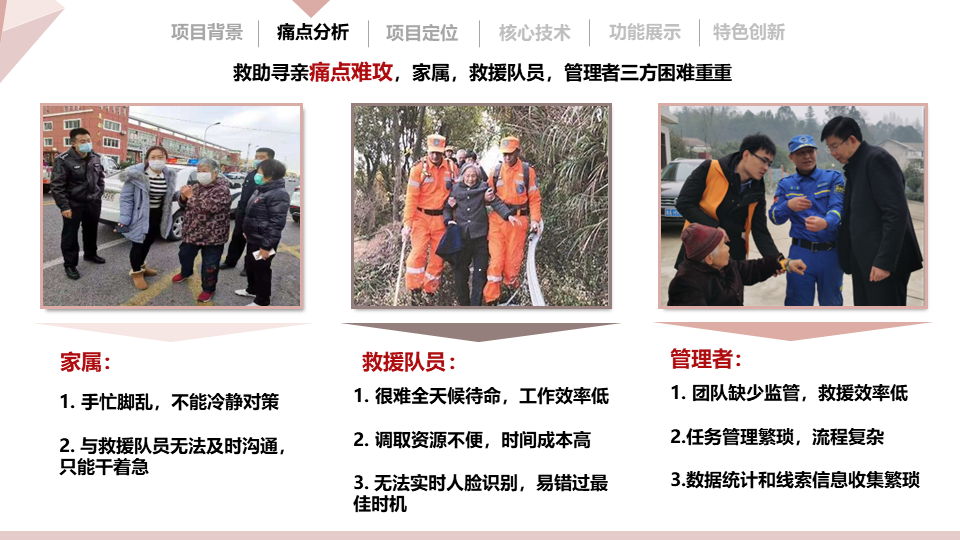 项目背景
痛点分析
项目定位
核心技术
功能展示
特色创新
救助寻亲痛点难攻，家属，救援队员，管理者三方困难重重
家属：
1. 手忙脚乱，不能冷静对策
2. 与救援队员无法及时沟通，
只能干着急
救援队员：
1. 很难全天候待命，工作效率低
2. 调取资源不便，时间成本高
3. 无法实时人脸识别，易错过最
佳时机
管理者：
1. 团队缺少监管，救援效率低
2.任务管理繁琐，流程复杂
3.数据统计和线索信息收集繁琐